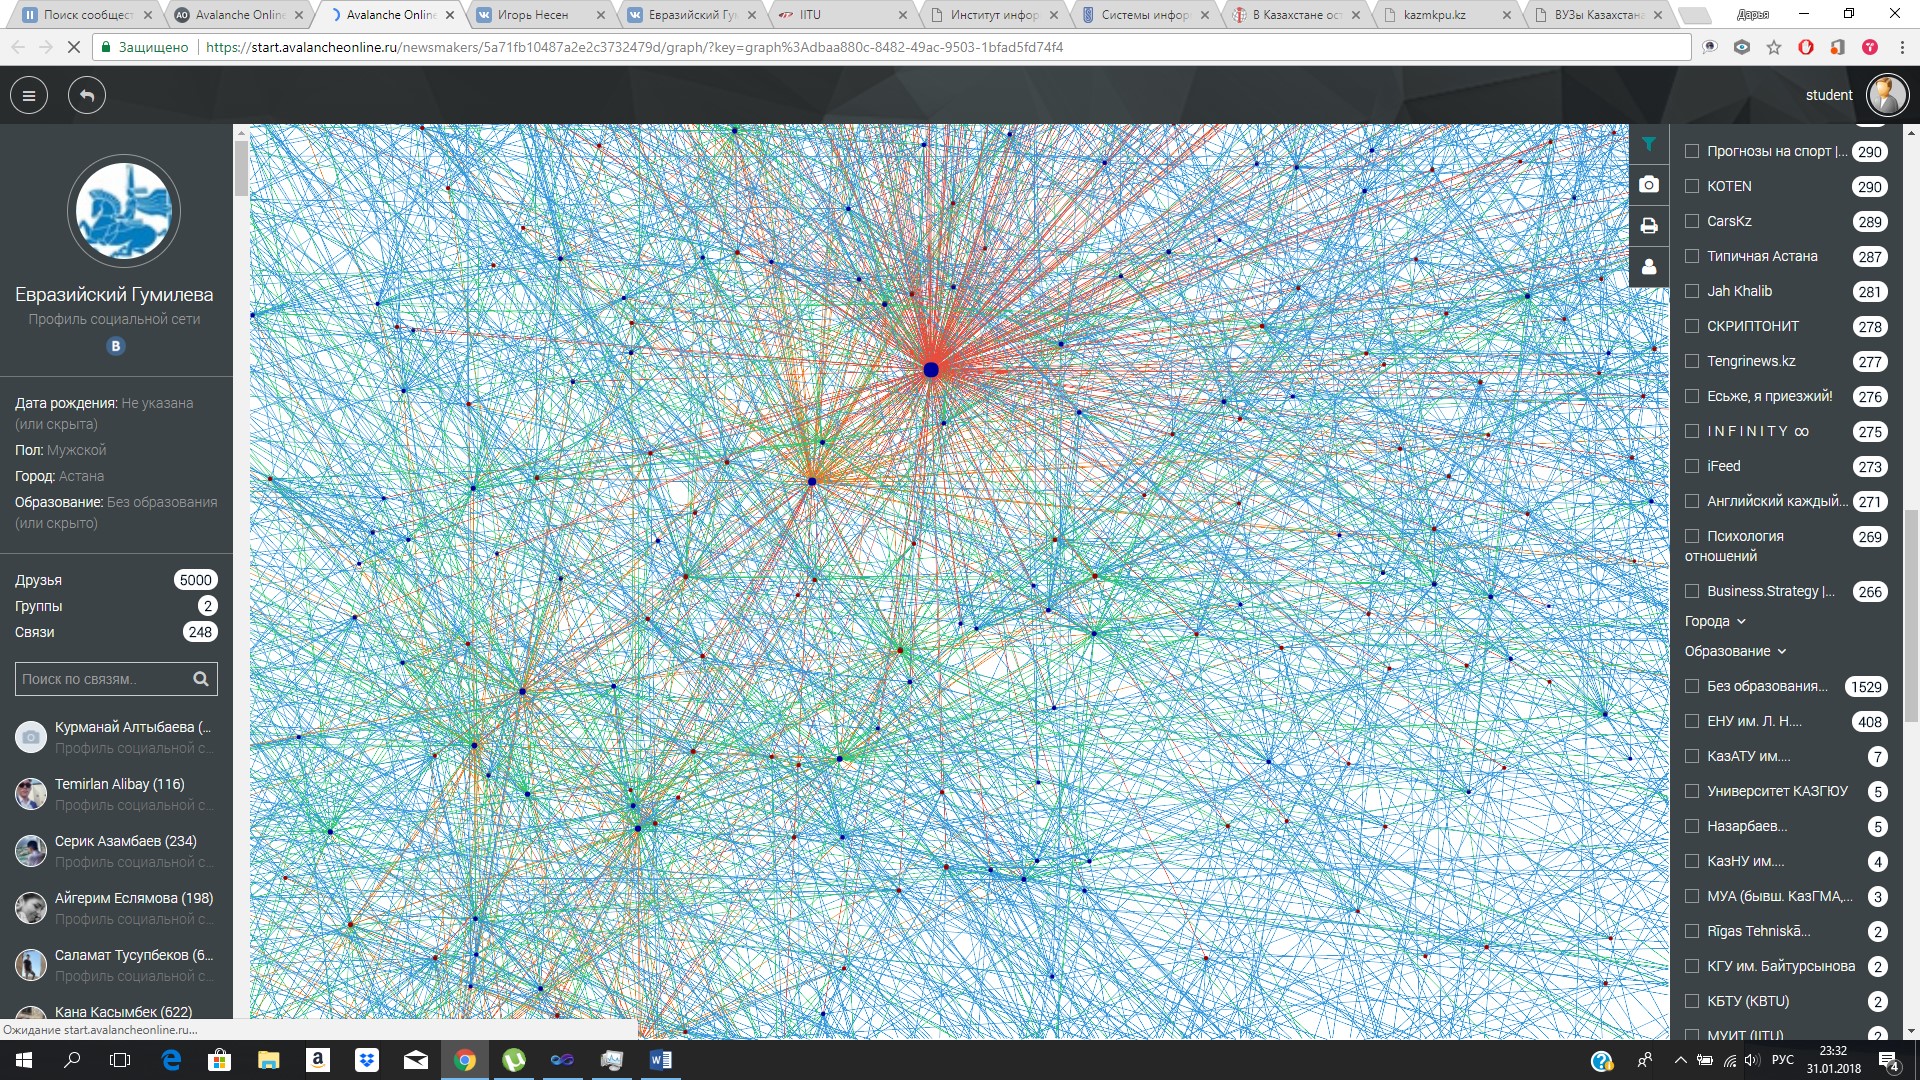 Поиск сообщест
Avalanche Online
Avalanche Online
Игорь Несен
Евразийский Гум
IITU
Институт инфор
Системы инфор
В Казахстане ост
kazmkpu.kz
ВУЗы Казахстана
Дарья
Защищено
https://start.avalancheonline.ru/newsmakers/5a71fb10487a2e2c3732479d/graph/?key=graph%3Adbaa880c-8482-49ac-9503-1bfad5fd74f4
student
Евразийский Гумилева
Профиль социальной сети
В
Дата рождения: Не указана
(или скрыта)
Пол: Мужской
Город: Астана
Образование: Без образования
(или скрыто)
Друзья 5000
Группы 2
Связи 248
Поиск по связям..
Курманай Алтыбаева (...
Профиль социальной с...
Temirlan Alibay (116)
Профиль социальной с...
Серик Азамбаев (234)
Профиль социальной с...
Айгерим Еслямова (198)
Профиль социальной с...
Саламат Тусупбеков (6...
Профиль социальной с...
Кана Касымбек (622)
Ожидание start.avalancheonline.ru...
Прогнозы на спорт |... 290
KOTEN 290
CarsKz 289
Типичная Астана 287
Jah Khalib 281
СКРИПТОНИТ 278
Tengrinews.kz 277
Есьже, я приезжий! 276
I N F I N I T Y ∞ 275
iFeed 273
Английский каждый... 271
Психология
отношений 269
Business.Strategy |... 266
Города
Образование
Без образования... 1529
ЕНУ им. Л. Н.... 408
КазАТУ им.... 7
Университет КАЗГЮУ 5
Назарбаев... 5
КазНУ им.... 4
МУА (бывш. КазГМА,... 3
Rīgas Tehniskā... 2
КГУ им. Байтурсынова 2
КБТУ (KBTU) 2
МУИТ (IITU) 2
РУС
23:32
31.01.2018
4